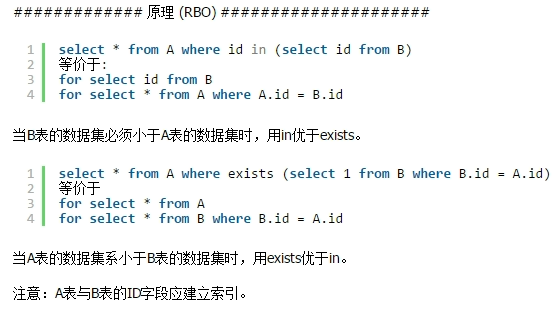 ############# 原理 (RBO) #####################
1 select * from A where id in (select id from B)
2 等价于:
3 for select id from B
4 for select * from A where A.id = B.id
当B表的数据集必须小于A表的数据集时，用in优于exists。
1 select * from A where exists (select 1 from B where B.id = A.id)
2 等价于
3 for select * from A
4 for select * from B where B.id = A.id
当A表的数据集系小于B表的数据集时，用exists优于in。
注意：A表与B表的ID字段应建立索引。